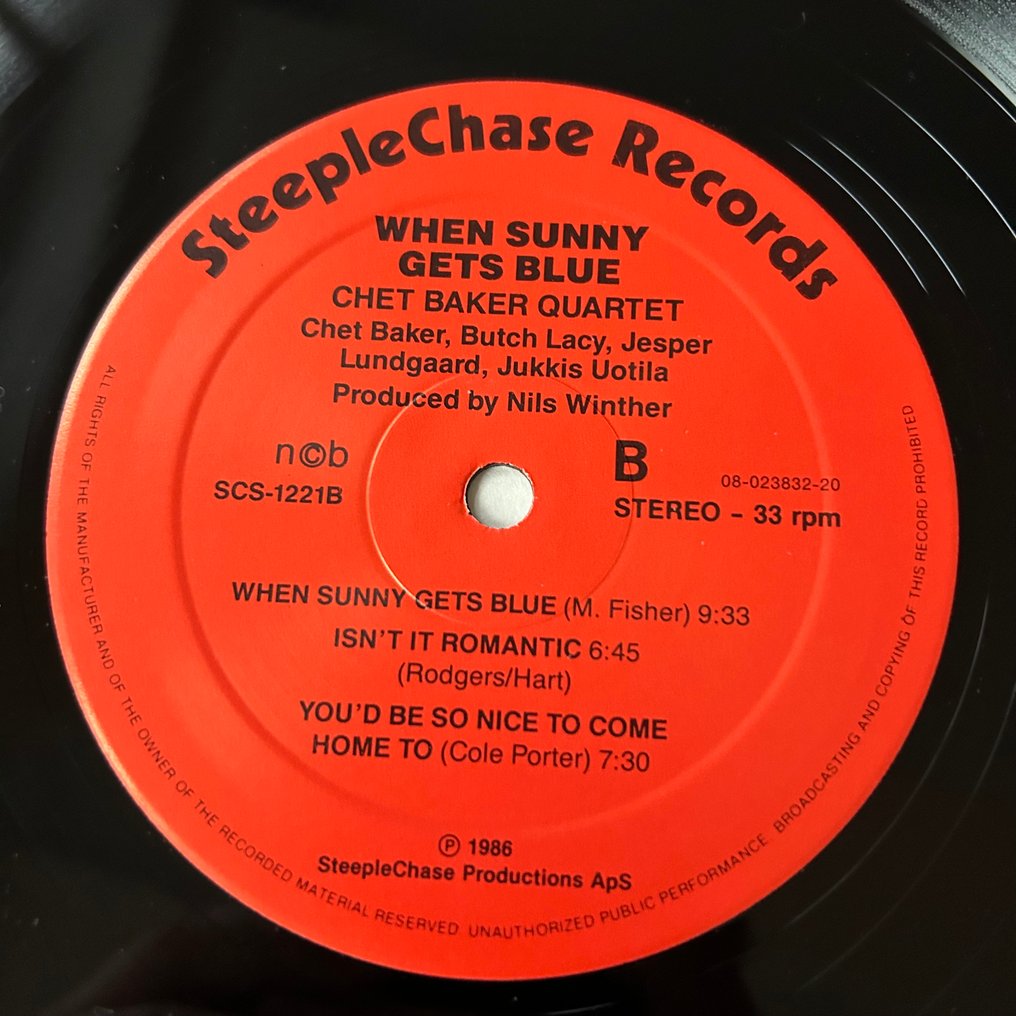 SteepleChase Records
WHEN SUNNY
GETS BLUE
CHET BAKER QUARTET
Chet Baker, Butch Lacy, Jesper
Lundgaard, Jukkis Uotila
Produced by Nils Winther
n©b
SCS-1221B
B
08-023832-20
STEREO – 33 rpm
WHEN SUNNY GETS BLUE (M. Fisher) 9:33
ISN'T IT ROMANTIC 6:45
(Rodgers/Hart)
YOU'D BE SO NICE TO COME
HOME TO (Cole Porter) 7:30
℗ 1986
SteepleChase Productions ApS
ALL RIGHTS OF THE MANUFACTURER AND OF THE OWNER OF THE RECORDED MATERIAL RESERVED UNAUTHORIZED PUBLIC PERFORMANCE BROADCASTING AND COPYING OF THIS RECORD PROHIBITED